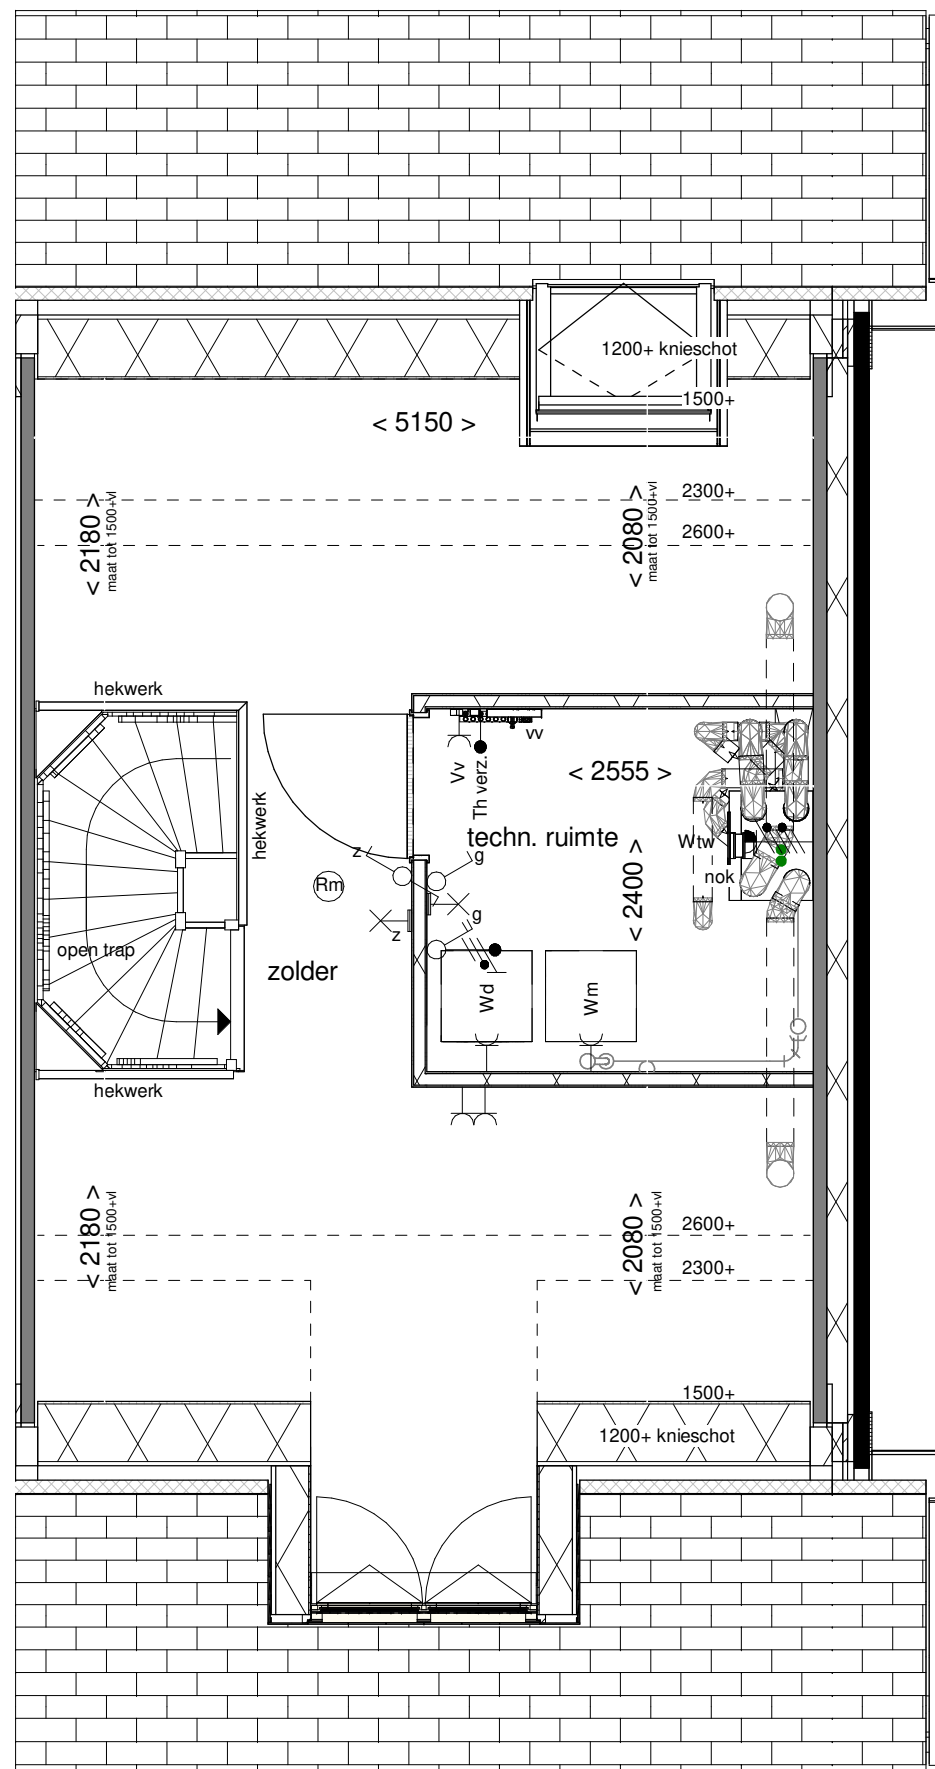 1200+ knieschot
1500+
< 5150 >
2300+
< 2180 >
maat tot 1500+vl
< 2080 >
maat tot 1500+vl
2600+
hekwerk
hekwerk
vv
Vv
Th verz.
< 2555 >
techn. ruimte
Wtw
nok
< 2400 >
z
g
Rm
g
z
open trap
zolder
Wd
Wm
hekwerk
< 2180 >
maat tot 1500+vl
< 2080 >
maat tot 1500+vl
2600+
2300+
1500+
1200+ knieschot